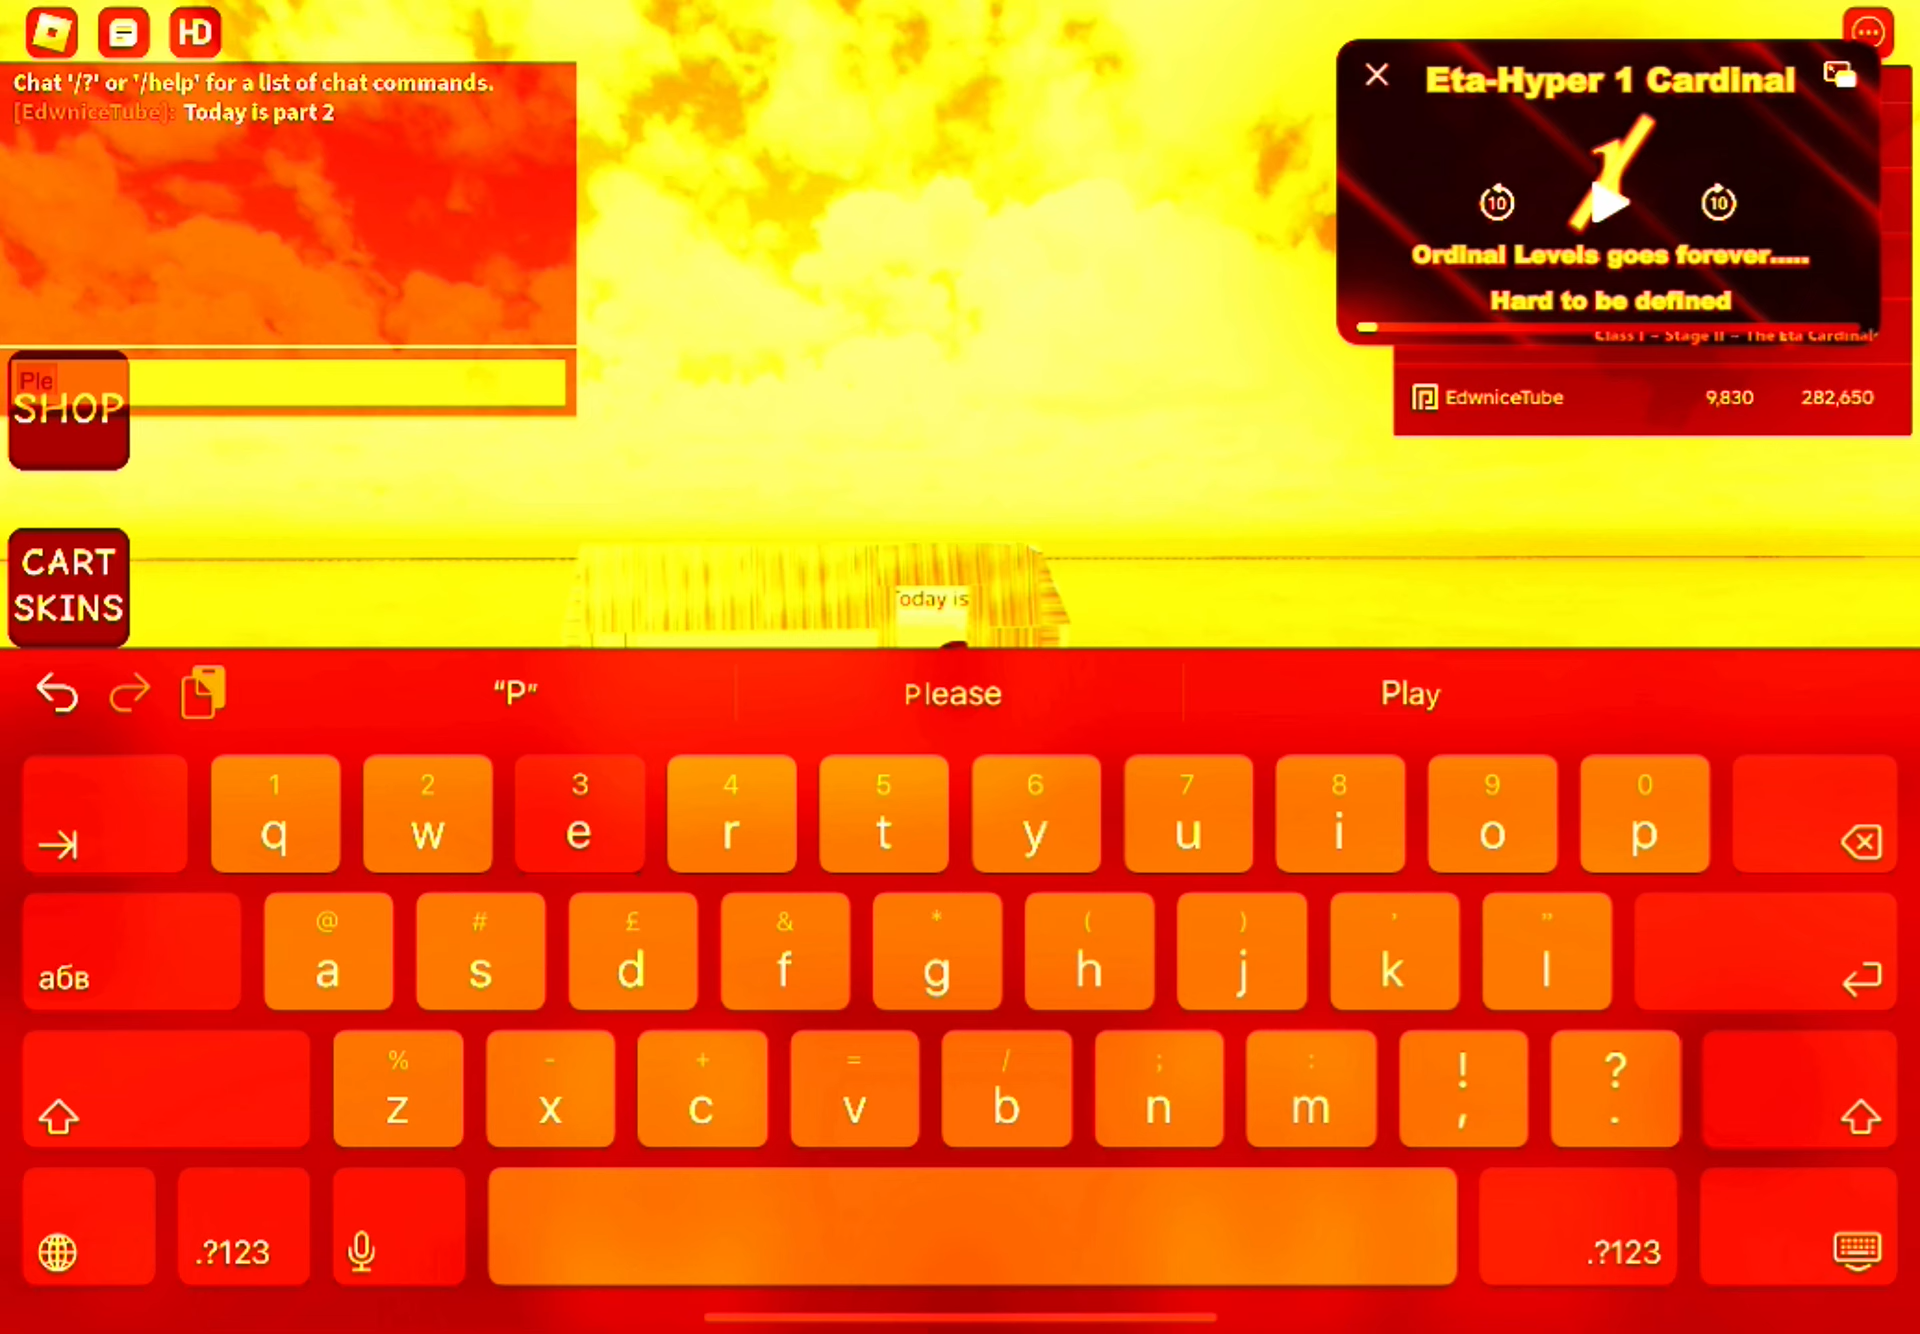 HD
Chat '/?' or '/help' for a list of chat commands.
[EdwniceTube]: Today is part 2
Ple
SHOP
CART
SKINS
Eta-Hyper 1 Cardinal
1
10
10
Ordinal Levels goes forever.....
Hard to be defined
Class I - Stage II - The Eta Cardinals
EdwniceTube 9,830 282,650
Today is
“P” Please Play
1 2 3 4 5 6 7 8 9 0
q w e r t y u i o p
@ # £ & * ( ) ' "
абв a s d f g h j k l
% - + = / ; : ! ?
z x c v b n m , .
.?123 .?123